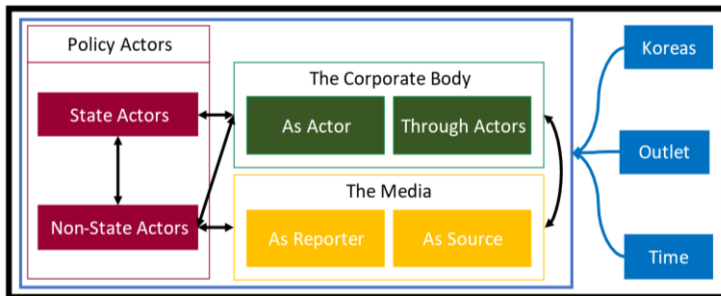 Policy Actors
State Actors
Non-State Actors
The Corporate Body
As Actor
Through Actors
The Media
As Reporter
As Source
Koreas
Outlet
Time